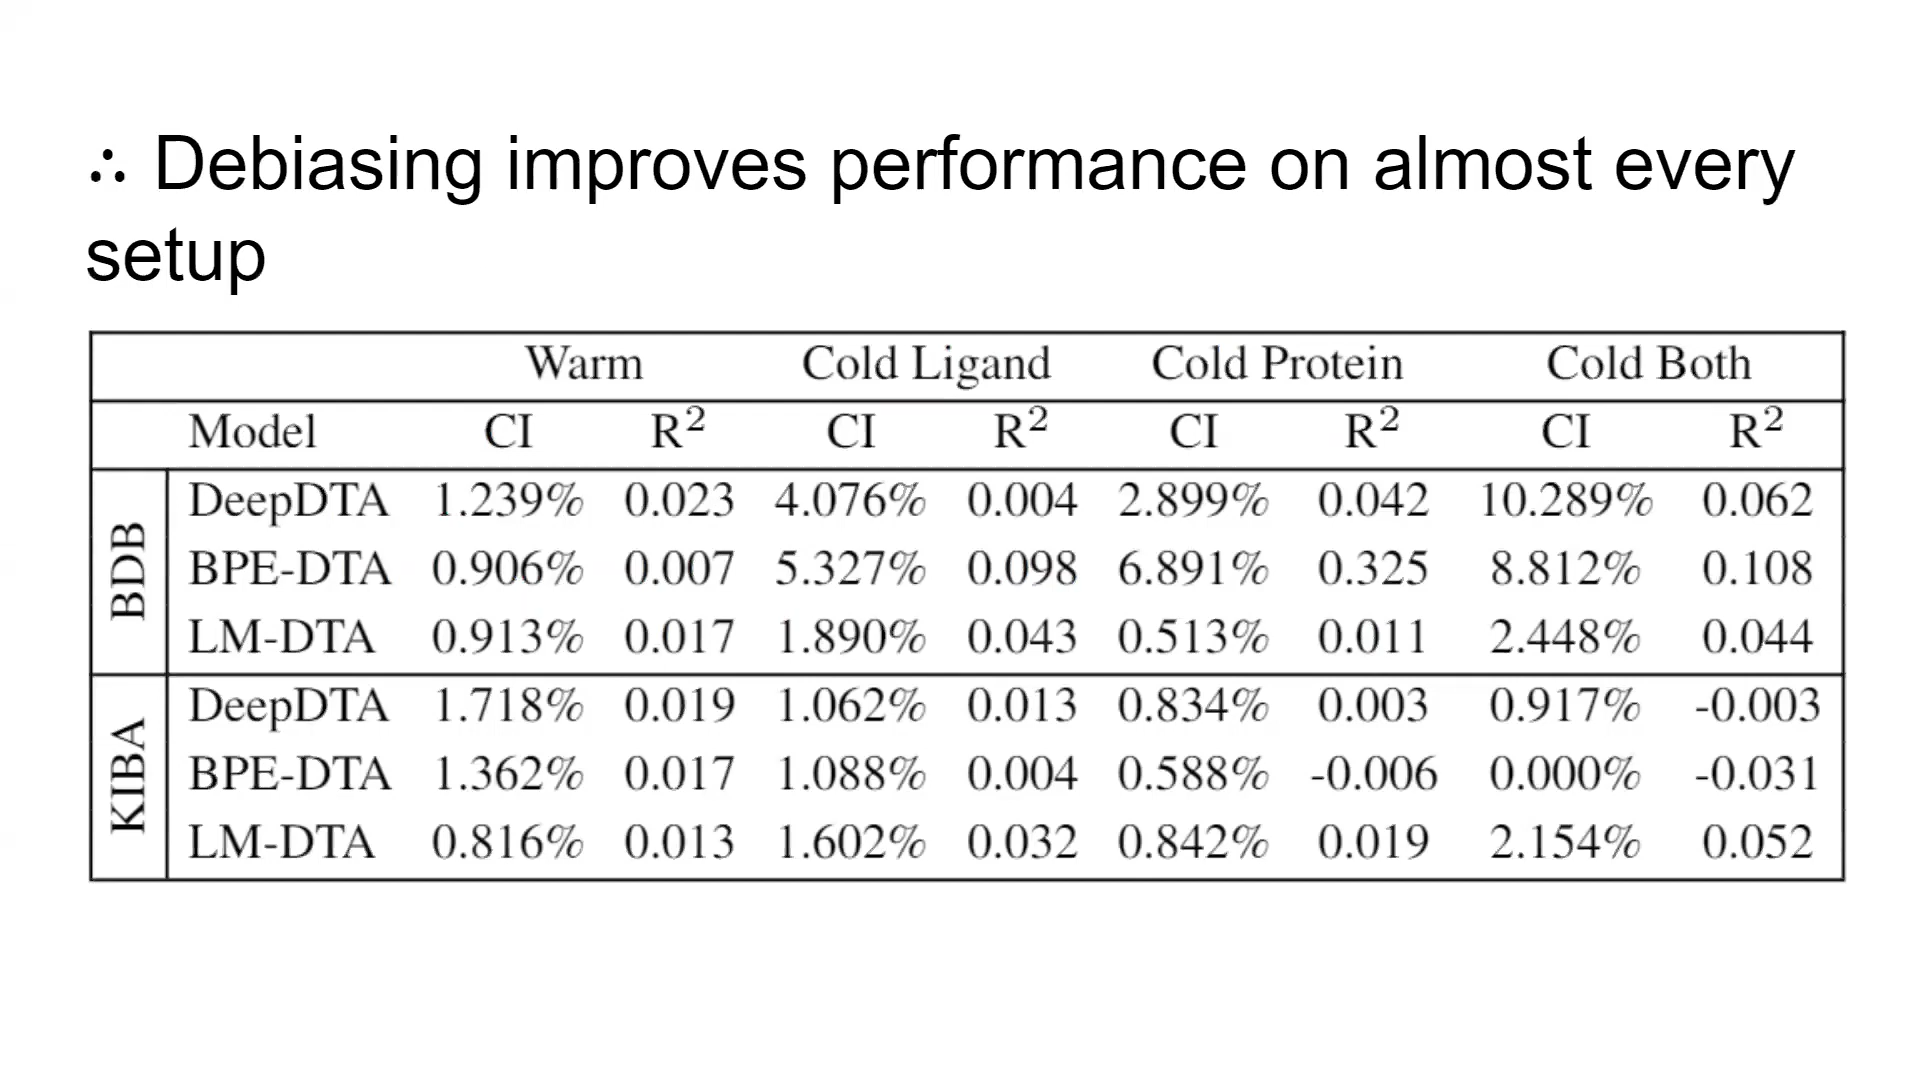 ∴ Debiasing improves performance on almost every
setup
Warm Cold Ligand Cold Protein Cold Both
Model CI R² CI R² CI R² CI R²
BDB
DeepDTA 1.239% 0.023 4.076% 0.004 2.899% 0.042 10.289% 0.062
BPE-DTA 0.906% 0.007 5.327% 0.098 6.891% 0.325 8.812% 0.108
LM-DTA 0.913% 0.017 1.890% 0.043 0.513% 0.011 2.448% 0.044
KIBA
DeepDTA 1.718% 0.019 1.062% 0.013 0.834% 0.003 0.917% -0.003
BPE-DTA 1.362% 0.017 1.088% 0.004 0.588% -0.006 0.000% -0.031
LM-DTA 0.816% 0.013 1.602% 0.032 0.842% 0.019 2.154% 0.052